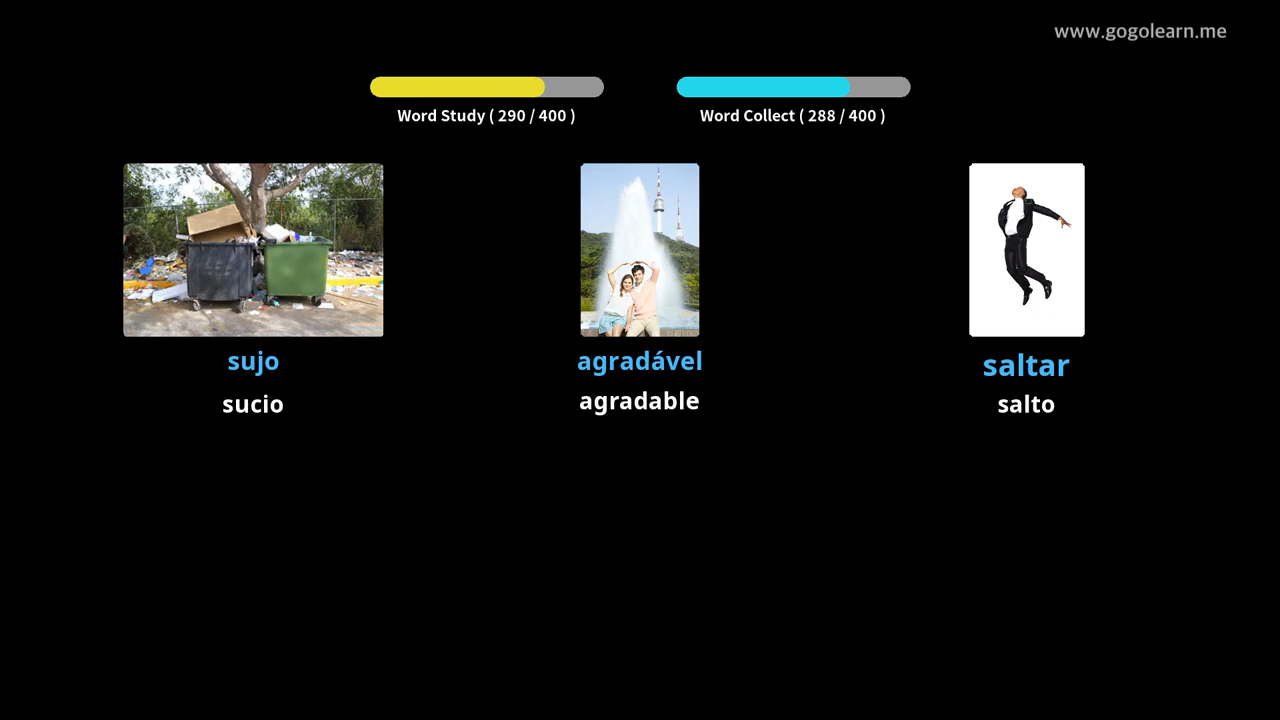 www.gogolearn.me
Word Study ( 290 / 400 )
Word Collect ( 288 / 400 )
sujo
sucio
agradável
agradable
saltar
salto